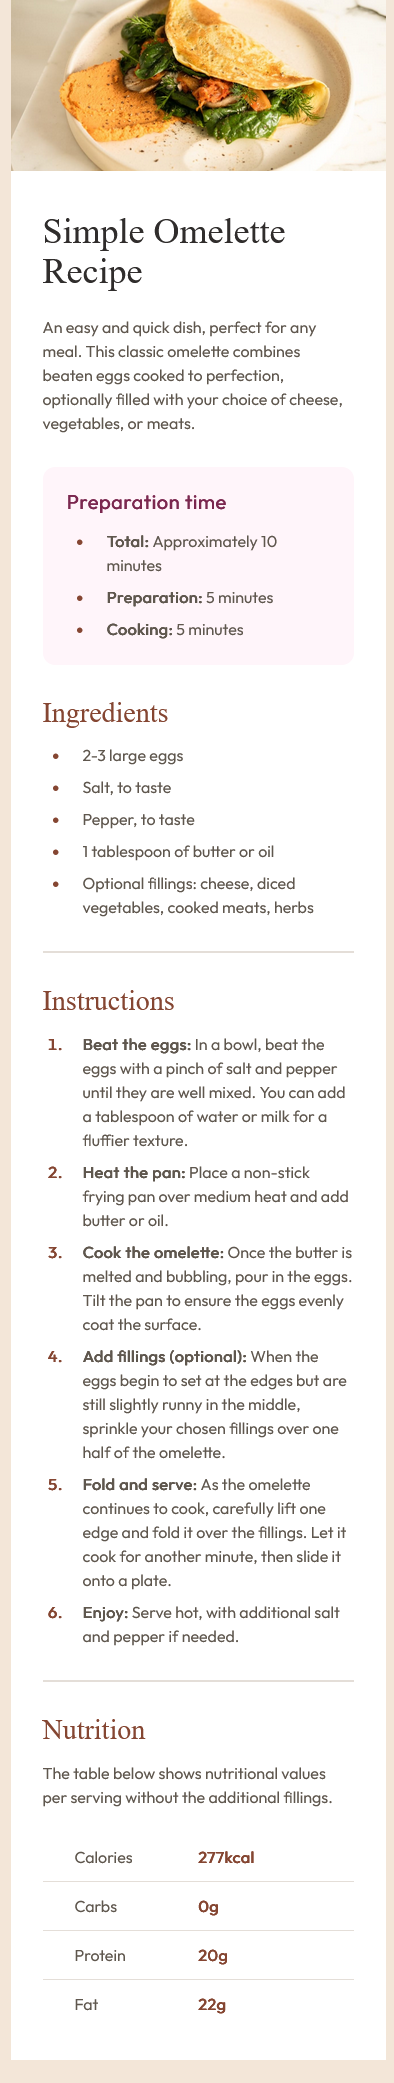 Simple Omelette
Recipe
An easy and quick dish, perfect for any
meal. This classic omelette combines
beaten eggs cooked to perfection,
optionally filled with your choice of cheese,
vegetables, or meats.
Preparation time
• Total: Approximately 10
minutes
• Preparation: 5 minutes
• Cooking: 5 minutes
Ingredients
• 2-3 large eggs
• Salt, to taste
• Pepper, to taste
• 1 tablespoon of butter or oil
• Optional fillings: cheese, diced
vegetables, cooked meats, herbs
Instructions
1. Beat the eggs: In a bowl, beat the
eggs with a pinch of salt and pepper
until they are well mixed. You can add
a tablespoon of water or milk for a
fluffier texture.
2. Heat the pan: Place a non-stick
frying pan over medium heat and add
butter or oil.
3. Cook the omelette: Once the butter is
melted and bubbling, pour in the eggs.
Tilt the pan to ensure the eggs evenly
coat the surface.
4. Add fillings (optional): When the
eggs begin to set at the edges but are
still slightly runny in the middle,
sprinkle your chosen fillings over one
half of the omelette.
5. Fold and serve: As the omelette
continues to cook, carefully lift one
edge and fold it over the fillings. Let it
cook for another minute, then slide it
onto a plate.
6. Enjoy: Serve hot, with additional salt
and pepper if needed.
Nutrition
The table below shows nutritional values
per serving without the additional fillings.
Calories 277kcal
Carbs 0g
Protein 20g
Fat 22g